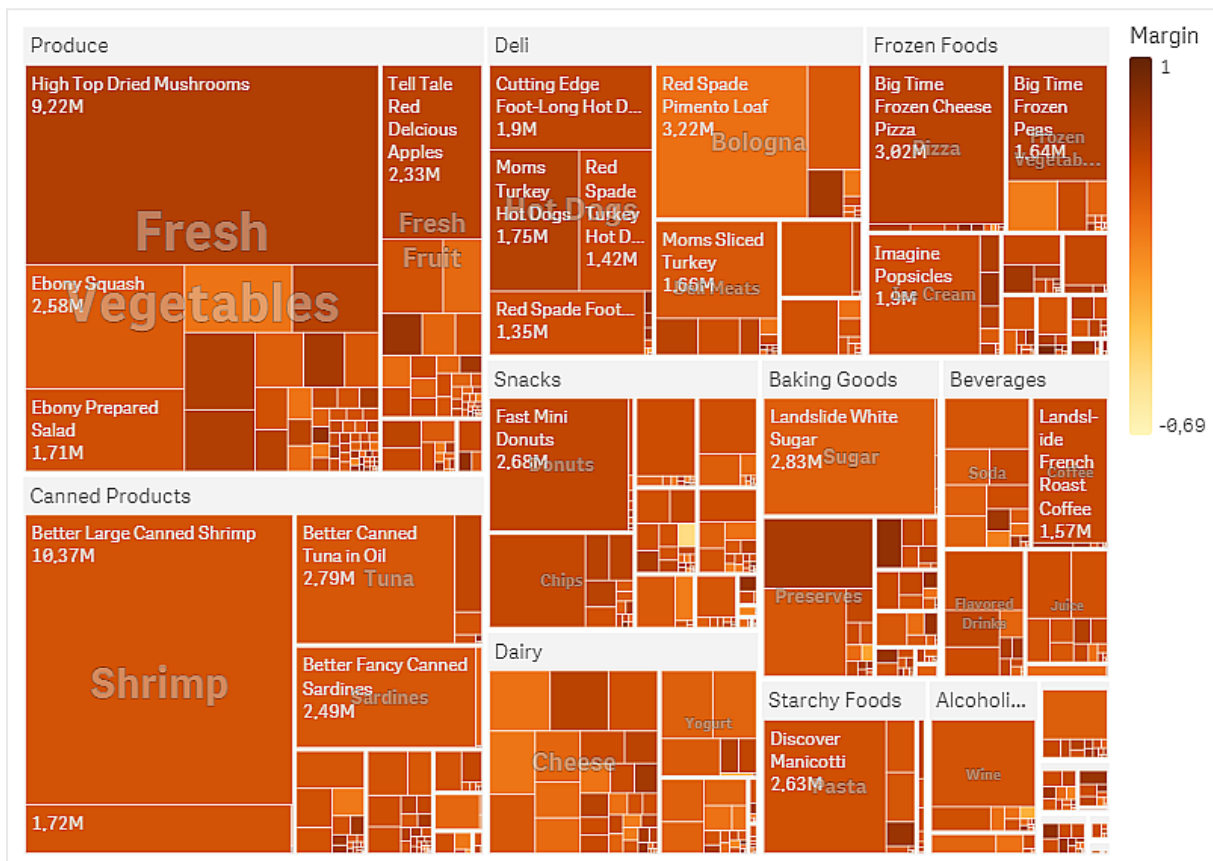 Produce
High Top Dried Mushrooms
9,22M
Tell Tale
Red
Delcious
Apples
2,33M
Fresh
Vegetables
Fresh
Fruit
Ebony Squash
2,58M
Ebony Prepared
Salad
1,71M
Deli
Cutting Edge
Foot-Long Hot D...
1,9M
Moms
Turkey
Hot Dogs
1,75M
Red
Spade
Turkey
Hot D...
1,42M
Hot Dogs
Red Spade Foot...
1,35M
Red Spade
Pimento Loaf
3,22M
Bologna
Moms Sliced
Turkey
1,66M
Deli Meats
Frozen Foods
Big Time
Frozen Cheese
Pizza
3,02M
Pizza
Big Time
Frozen
Peas
1,64M
Frozen
Vegetab...
Imagine
Popsicles
1,9M
Ice Cream
Margin
1
-0,69
Canned Products
Better Large Canned Shrimp
10,37M
Shrimp
1,72M
Better Canned
Tuna in Oil
2,79M
Tuna
Better Fancy Canned
Sardines
2,49M
Sardines
Snacks
Fast Mini
Donuts
2,68M
Donuts
Chips
Dairy
Cheese
Yogurt
Baking Goods
Landslide White
Sugar
2,83M
Sugar
Preserves
Beverages
Soda
Landsl-
ide
French
Roast
Coffee
1,57M
Coffee
Flavored
Drinks
Juice
Starchy Foods
Discover
Manicotti
2,63M
Pasta
Alcoholi...
Wine